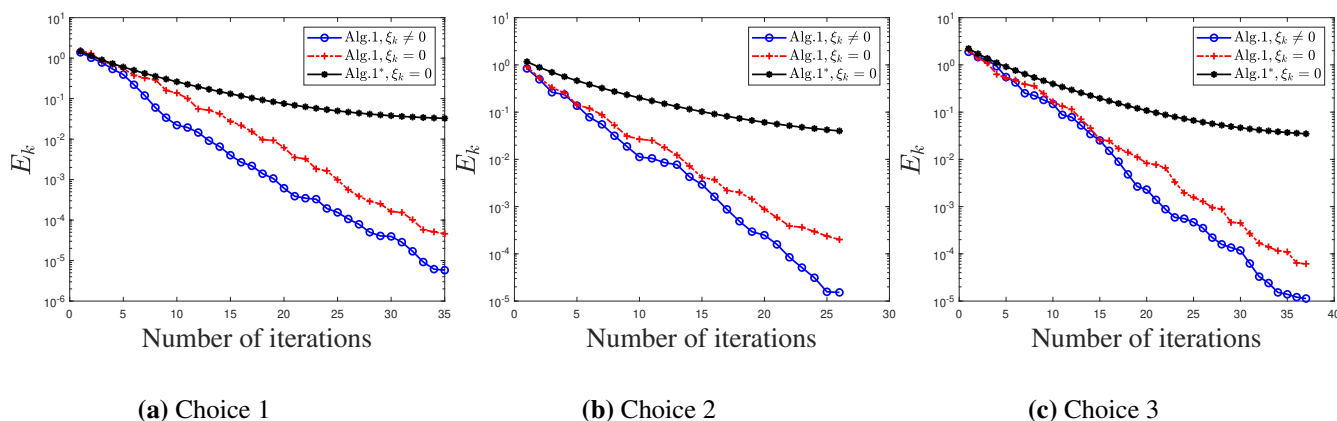 10^1
10^0
10^-1
10^-2
10^-3
10^-4
10^-5
10^-6
E_k
0 5 10 15 20 25 30 35
Number of iterations
Alg.1, ξ_k ≠ 0
Alg.1, ξ_k = 0
Alg.1*, ξ_k = 0
(a) Choice 1
10^2
10^1
10^0
10^-1
10^-2
10^-3
10^-4
10^-5
E_k
0 5 10 15 20 25 30
Number of iterations
Alg.1, ξ_k ≠ 0
Alg.1, ξ_k = 0
Alg.1*, ξ_k = 0
(b) Choice 2
10^1
10^0
10^-1
10^-2
10^-3
10^-4
10^-5
E_k
0 5 10 15 20 25 30 35 40
Number of iterations
Alg.1, ξ_k ≠ 0
Alg.1, ξ_k = 0
Alg.1*, ξ_k = 0
(c) Choice 3